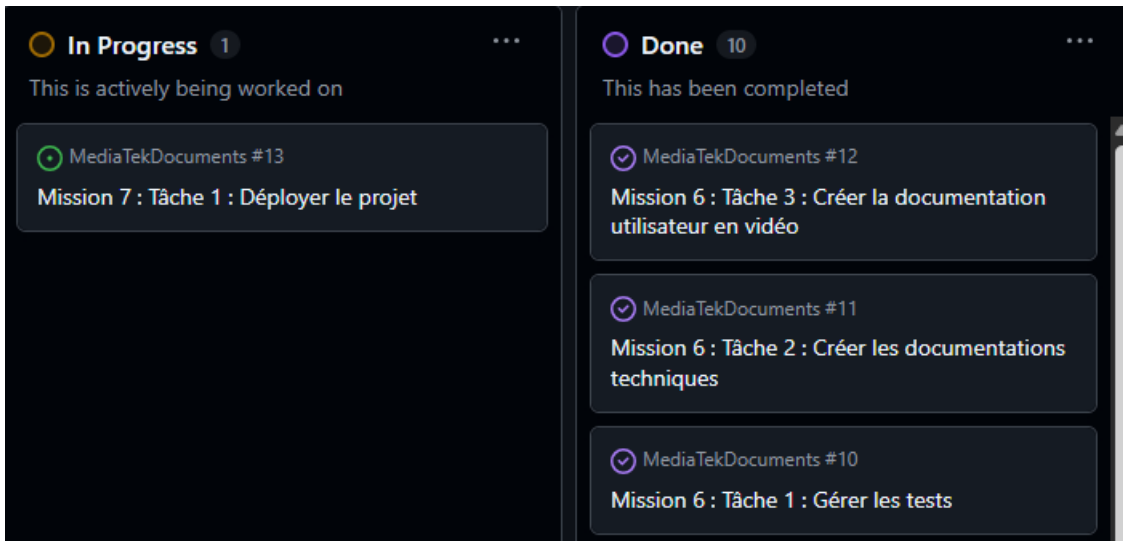 In Progress 1 ...
This is actively being worked on
MediaTekDocuments #13
Mission 7 : Tâche 1 : Déployer le projet
Done 10 ...
This has been completed
MediaTekDocuments #12
Mission 6 : Tâche 3 : Créer la documentation
utilisateur en vidéo
MediaTekDocuments #11
Mission 6 : Tâche 2 : Créer les documentations
techniques
MediaTekDocuments #10
Mission 6 : Tâche 1 : Gérer les tests